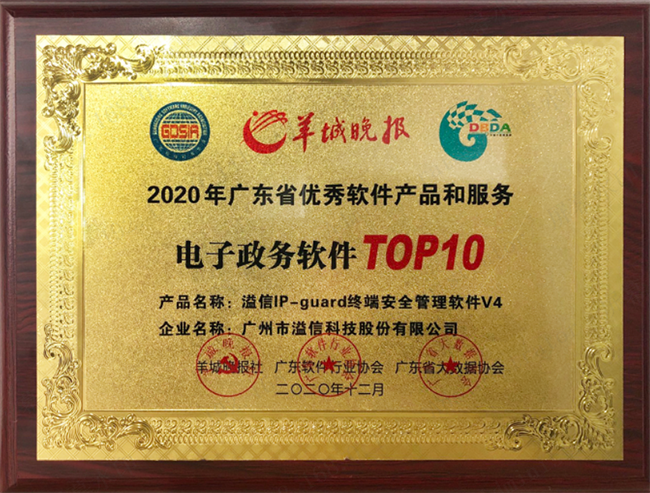 GDSIA
羊城晚报
DBDA
2020年广东省优秀软件产品和服务
电子政务软件TOP10
产品名称：溢信IP-guard终端安全管理软件V4
企业名称：广州市溢信科技股份有限公司
羊城晚报社 广东软件行业协会 广东省大数据协会
二〇二〇年十二月